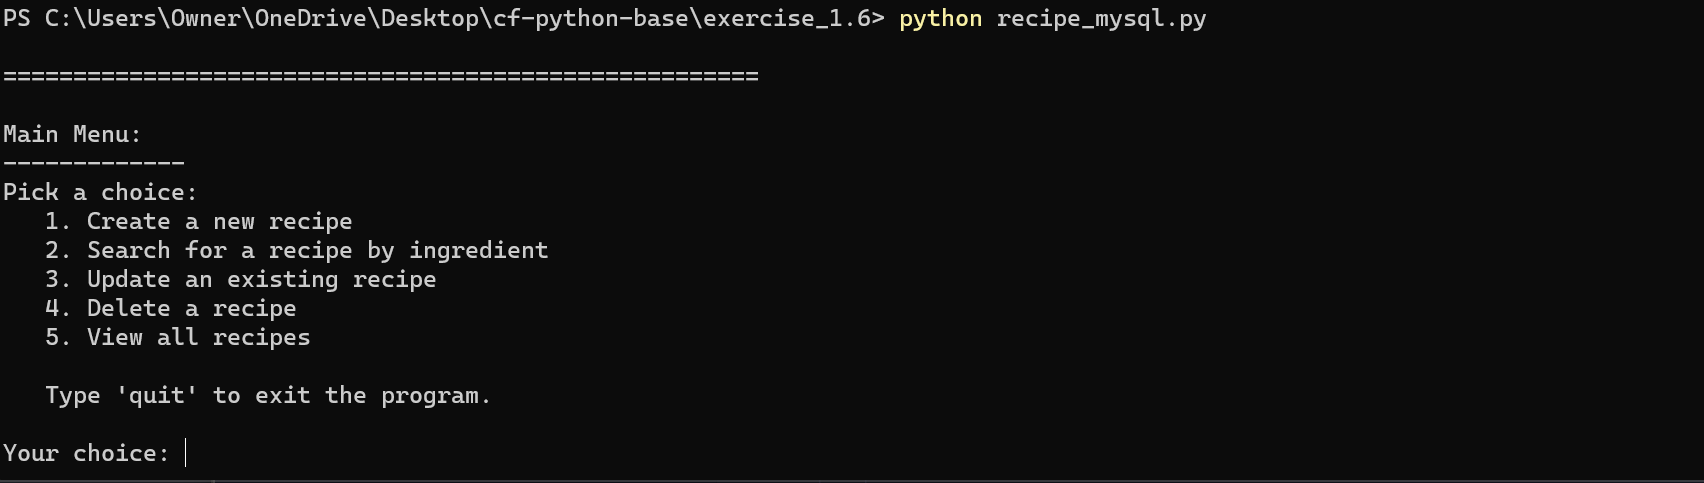 PS C:\Users\Owner\OneDrive\Desktop\cf-python-base\exercise_1.6> python recipe_mysql.py
======================================================
Main Menu:
-------------
Pick a choice:
1. Create a new recipe
2. Search for a recipe by ingredient
3. Update an existing recipe
4. Delete a recipe
5. View all recipes
Type 'quit' to exit the program.
Your choice: